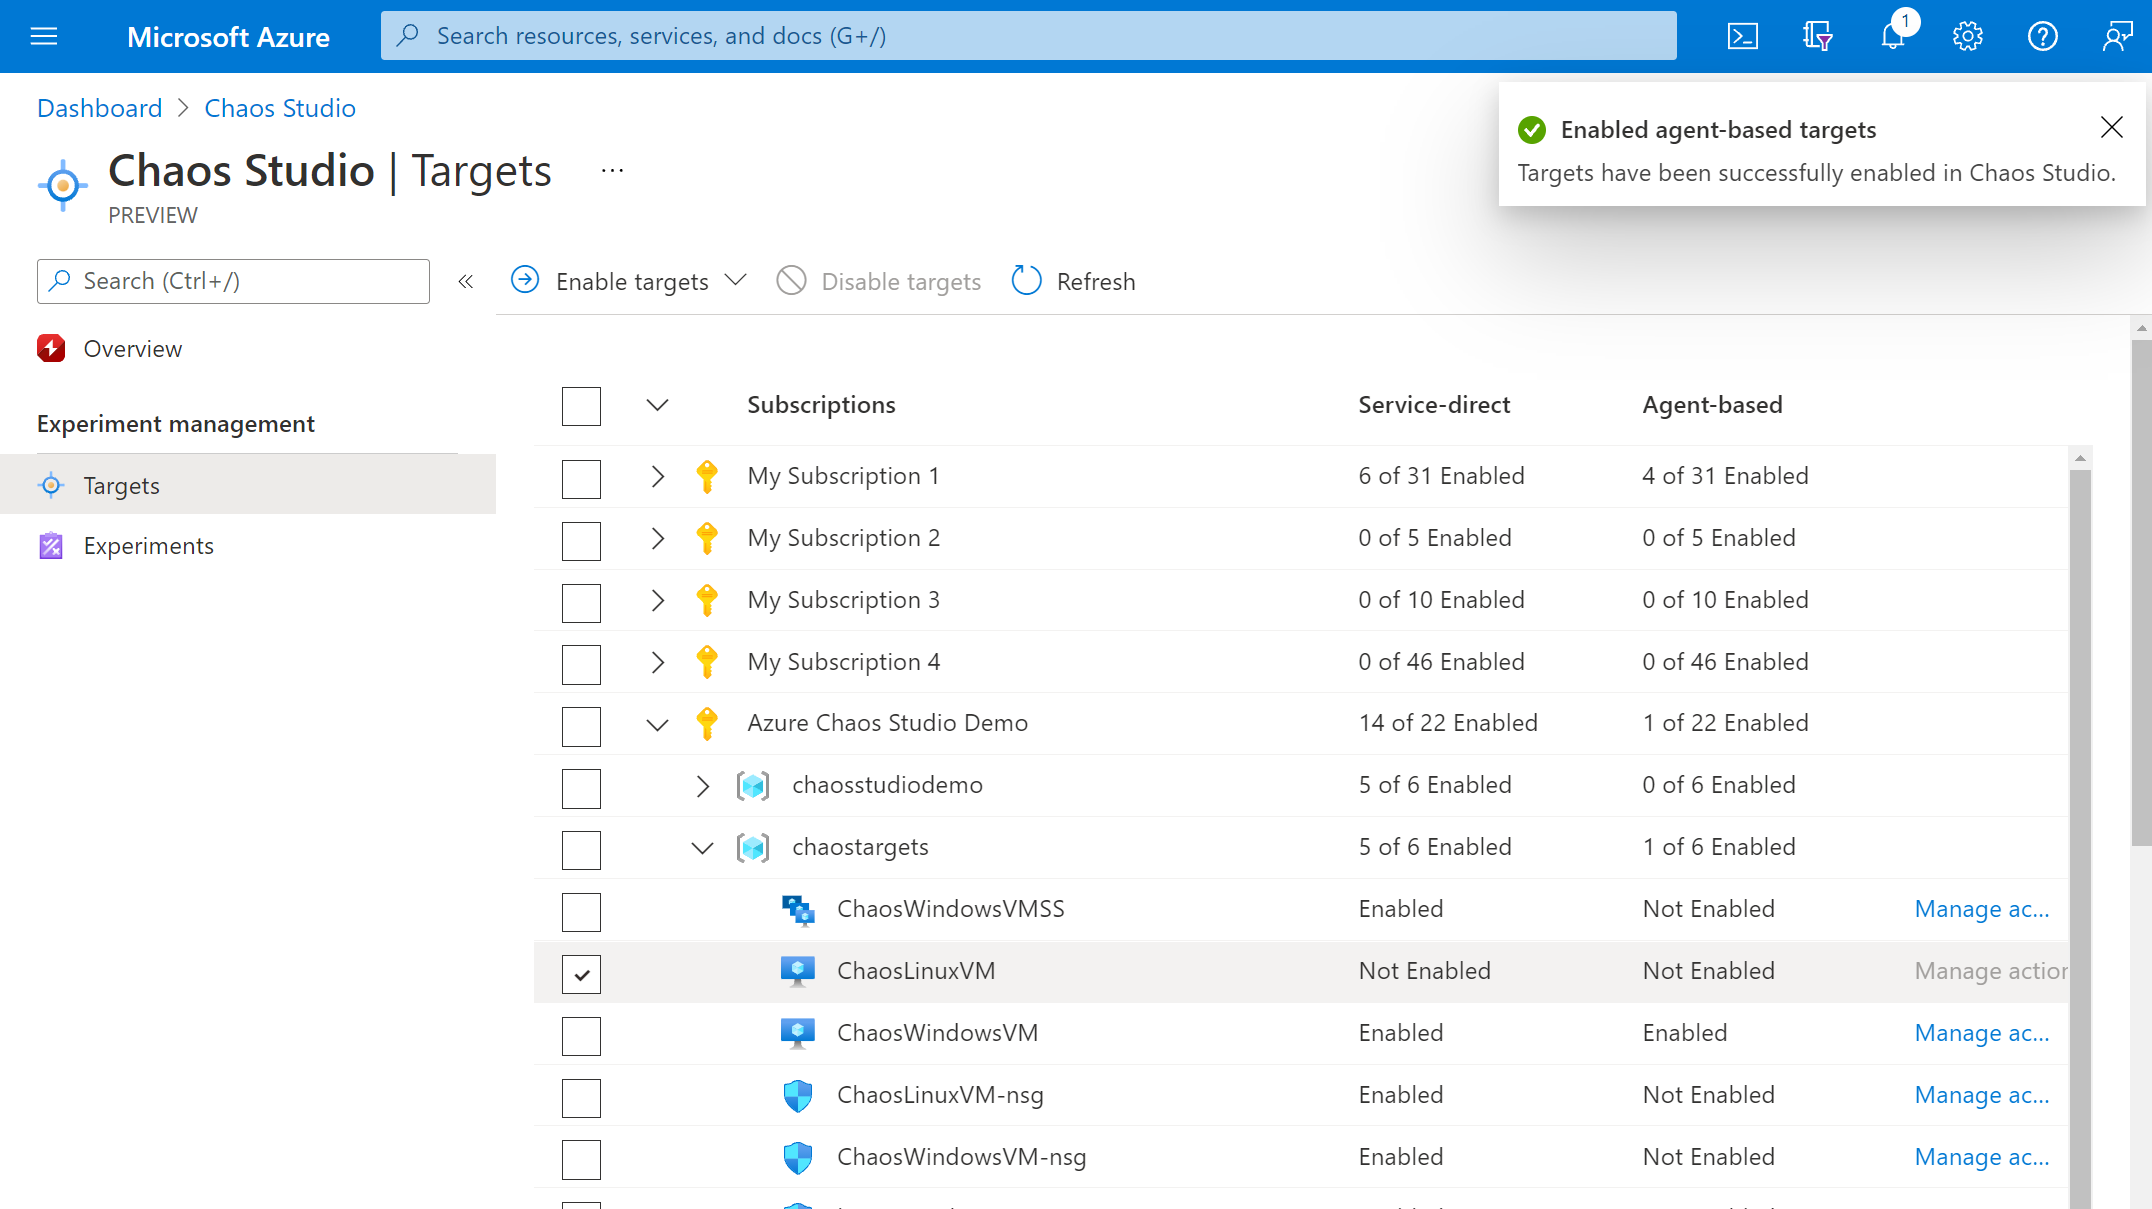 Microsoft Azure
Search resources, services, and docs (G+/)
1
Dashboard > Chaos Studio
Enabled agent-based targets
Targets have been successfully enabled in Chaos Studio.
Chaos Studio | Targets ...
PREVIEW
Search (Ctrl+/)
«
Enable targets
Disable targets
Refresh
Overview
Experiment management
Targets
Experiments
Subscriptions Service-direct Agent-based
My Subscription 1 6 of 31 Enabled 4 of 31 Enabled
My Subscription 2 0 of 5 Enabled 0 of 5 Enabled
My Subscription 3 0 of 10 Enabled 0 of 10 Enabled
My Subscription 4 0 of 46 Enabled 0 of 46 Enabled
Azure Chaos Studio Demo 14 of 22 Enabled 1 of 22 Enabled
chaosstudiodemo 5 of 6 Enabled 0 of 6 Enabled
chaostargets 5 of 6 Enabled 1 of 6 Enabled
ChaosWindowsVMSS Enabled Not Enabled Manage ac...
ChaosLinuxVM Not Enabled Not Enabled Manage action
ChaosWindowsVM Enabled Enabled Manage ac...
ChaosLinuxVM-nsg Enabled Not Enabled Manage ac...
ChaosWindowsVM-nsg Enabled Not Enabled Manage ac...